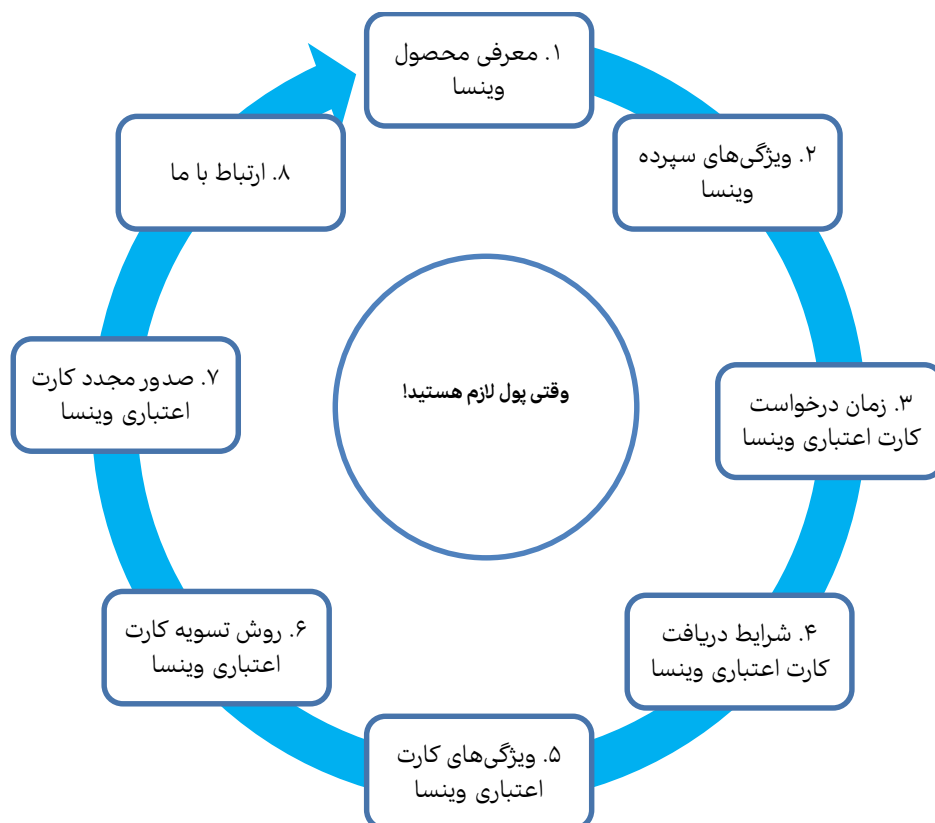 ۱. معرفی محصول
وینسا
۲. ویژگی‌های سپرده
وینسا
۳. زمان درخواست
کارت اعتباری وینسا
۴. شرایط دریافت
کارت اعتباری وینسا
۵. ویژگی‌های کارت
اعتباری وینسا
۶. روش تسویه کارت
اعتباری وینسا
۷. صدور مجدد کارت
اعتباری وینسا
۸. ارتباط با ما
وقتی پول لازم هستید!